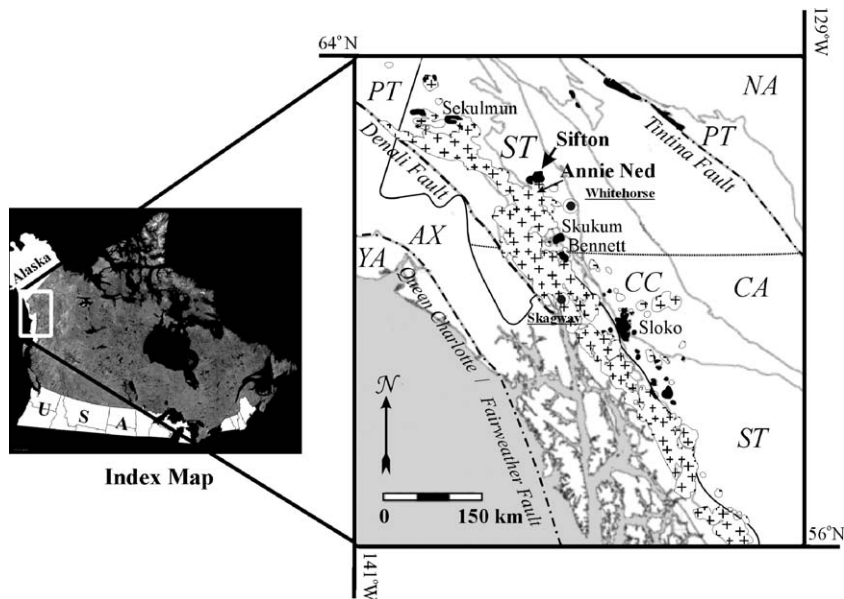 64°N
129°W
NA
PT
Sekulmun
PT
ST
Sifton
Denali Fault
Tintina Fault
Annie Ned
Whitehorse
AX
Skukum
Bennett
YA
CC
CA
Queen Charlotte / Fairweather Fault
Skagway
Sloko
N
ST
0 150 km
56°N
141°W
Alaska
U S A
Index Map